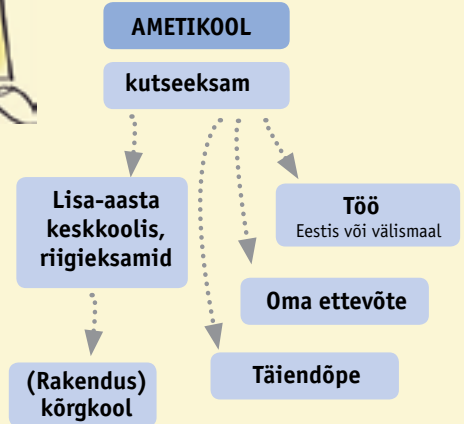 AMETIKOOL
kutseeksam
Lisa-aasta
keskkoolis,
riigieksamid
Töö
Eestis või välismaal
Oma ettevõte
Täiendõpe
(Rakendus)
kõrgkool